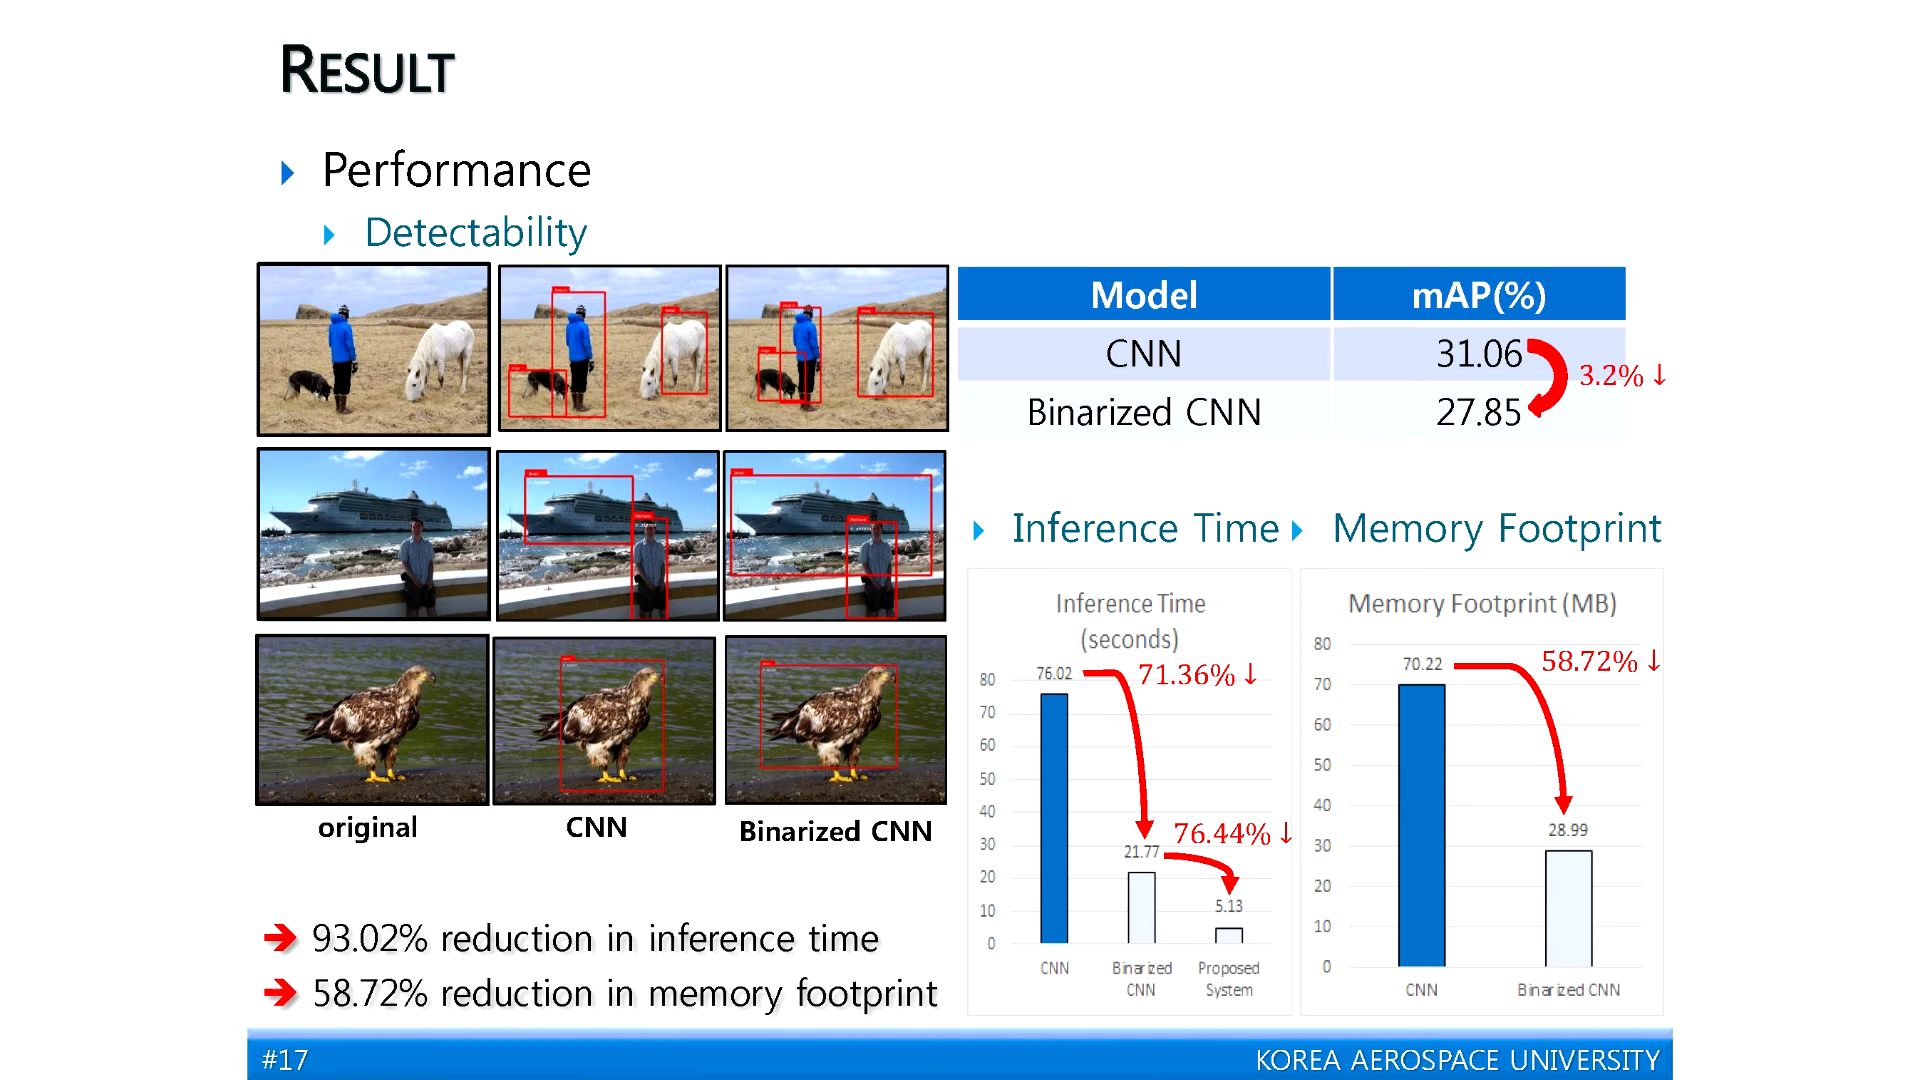 RESULT
Performance
Detectability
Model mAP(%)
CNN 31.06
3.2% ↓
Binarized CNN 27.85
original CNN Binarized CNN
Inference Time Memory Footprint
Inference Time
(seconds)
76.02
71.36% ↓
80
70
60
50
40
30
20
10
0
76.44% ↓
21.77
5.13
CNN
Binarized
CNN
Proposed
System
Memory Footprint (MB)
80
70
60
50
40
30
20
10
0
70.22
58.72% ↓
28.99
CNN
Binarized CNN
➔ 93.02% reduction in inference time
➔ 58.72% reduction in memory footprint
#17
KOREA AEROSPACE UNIVERSITY